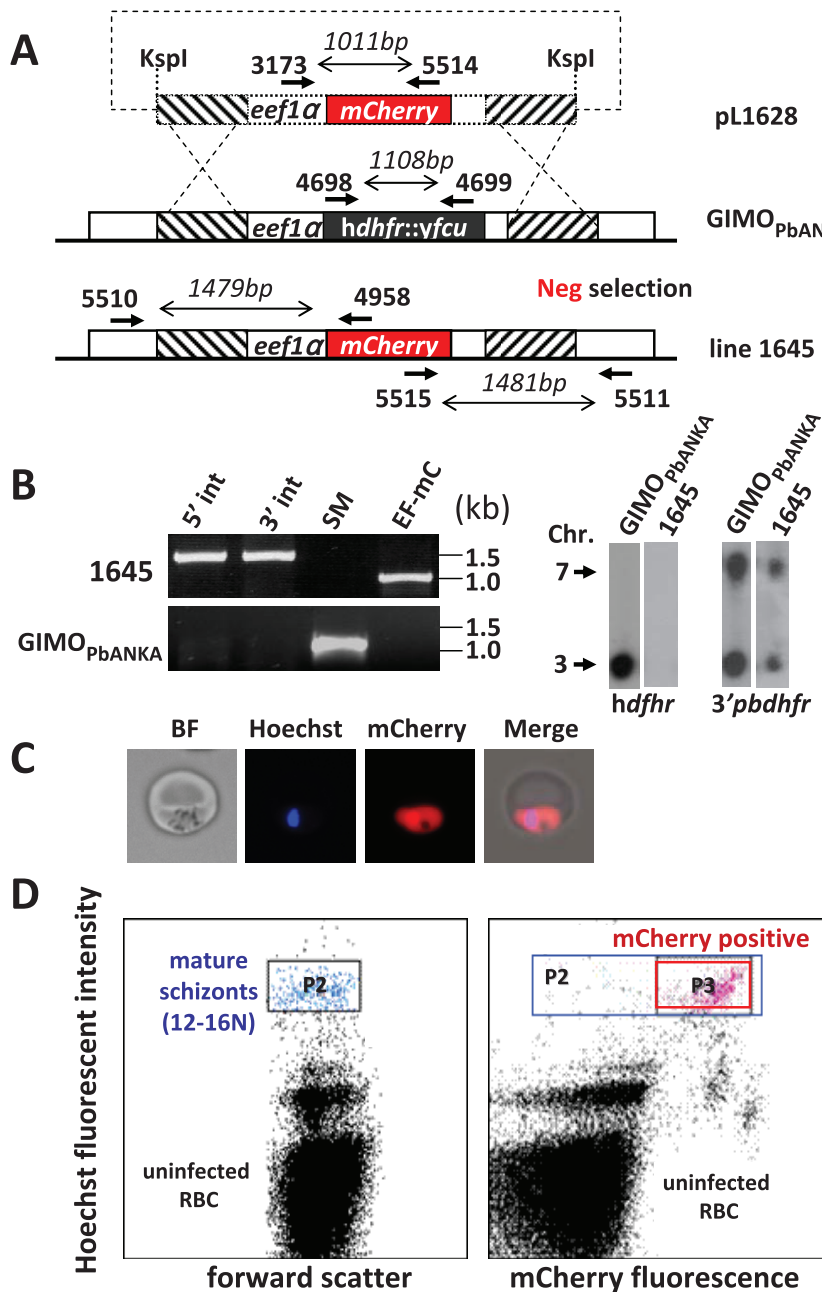 A
1011bp
KspI
3173
5514
KspI
eef1α mCherry
pL1628
1108bp
4698
4699
eef1α hdhfr::yfcu
GIMOPbAN
5510
1479bp
4958
Neg selection
eef1α mCherry
line 1645
5515
1481bp
5511
B
5' int
3' int
SM
EF-mC
(kb)
1645
1.5
1.0
GIMOPbANKA
1.5
1.0
GIMOPbANKA
1645
GIMOPbANKA
1645
Chr.
7
3
hdfhr
3'pbdhfr
C
BF
Hoechst
mCherry
Merge
D
Hoechst fluorescent intensity
mature
schizonts
(12-16N)
P2
uninfected
RBC
forward scatter
mCherry positive
P2
P3
uninfected
RBC
mCherry fluorescence